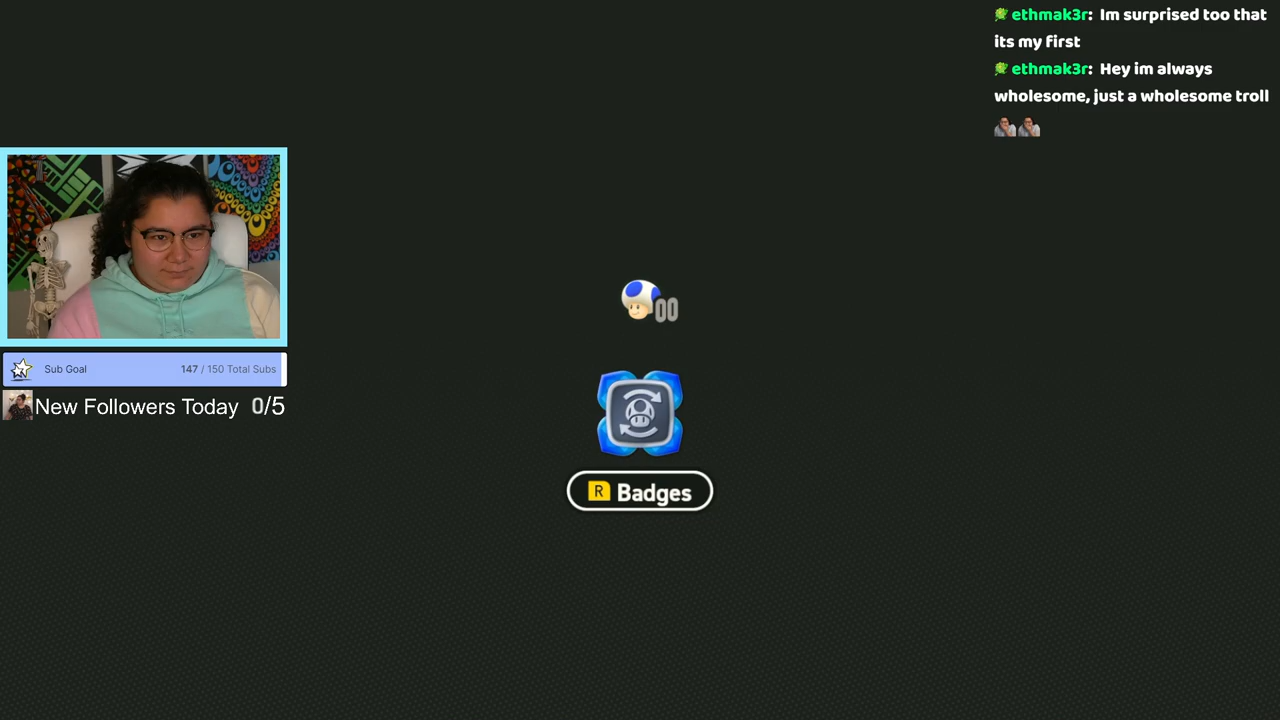 ethmak3r: Im surprised too that
its my first
ethmak3r: Hey im always
wholesome, just a wholesome troll
00
Sub Goal 147 / 150 Total Subs
New Followers Today 0/5
R Badges